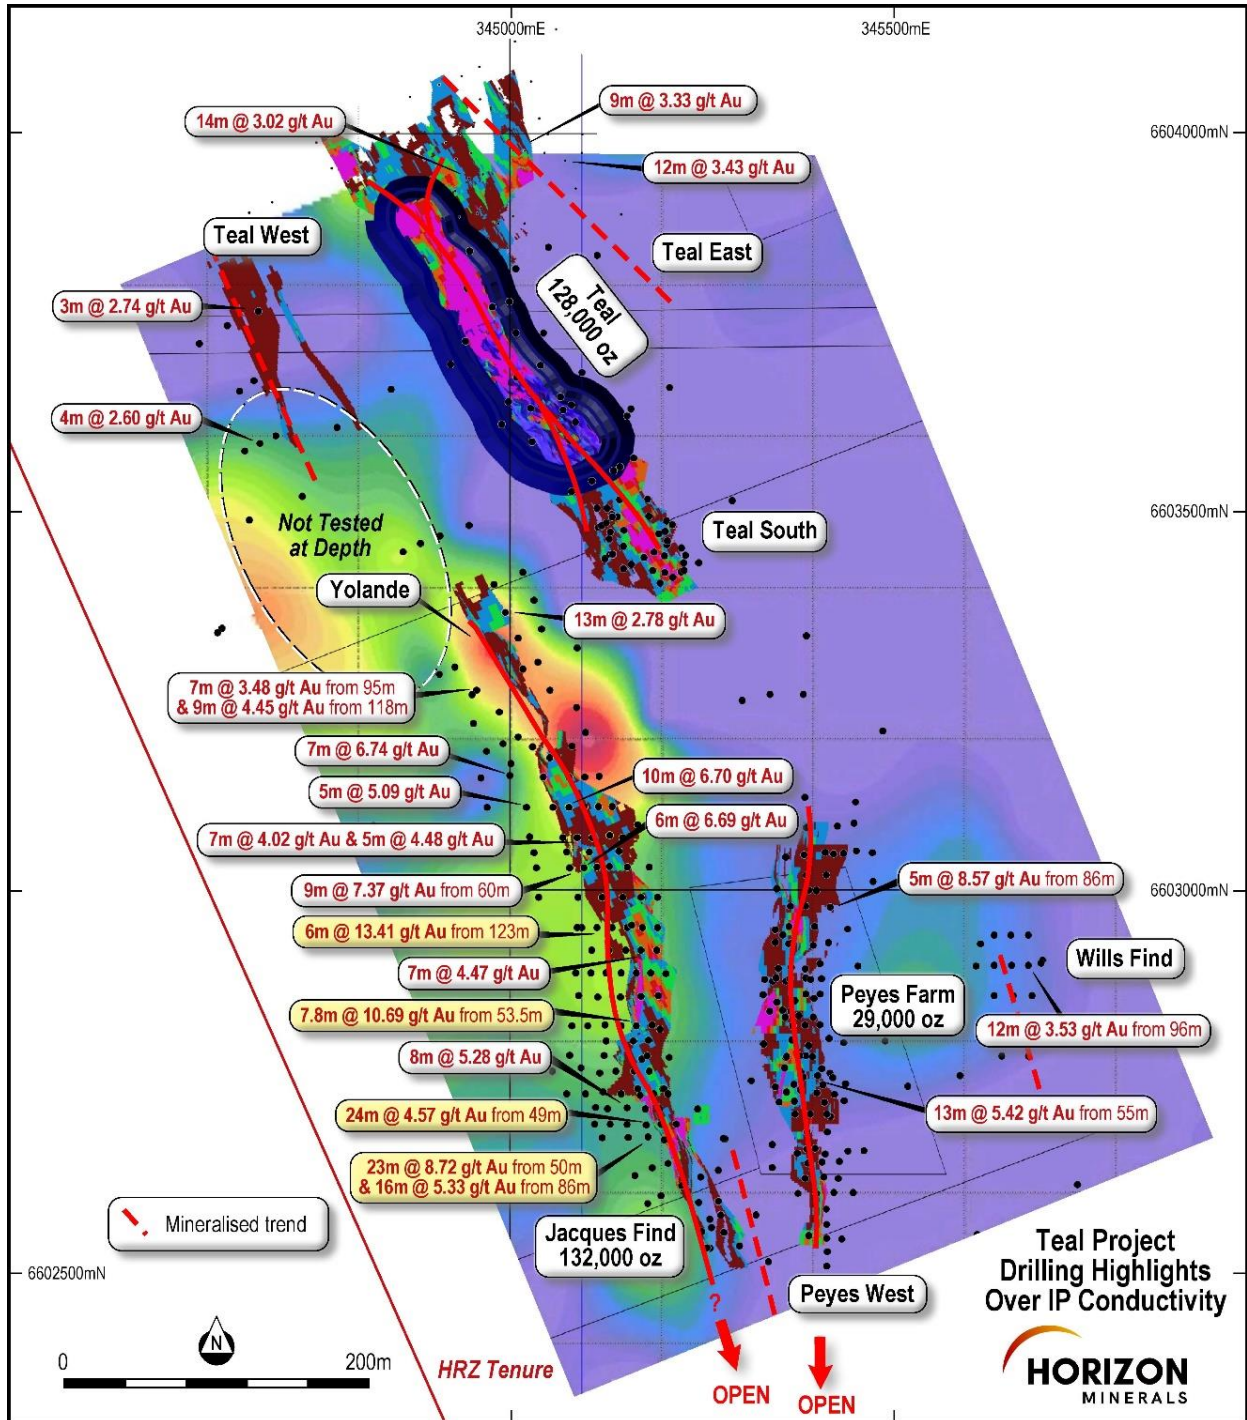 345000mE
345500mE
9m @ 3.33 g/t Au
14m @ 3.02 g/t Au
6604000mN
12m @ 3.43 g/t Au
Teal West
Teal East
Teal
128,000 oz
3m @ 2.74 g/t Au
4m @ 2.60 g/t Au
6603500mN
Not Tested
at Depth
Teal South
Yolande
13m @ 2.78 g/t Au
7m @ 3.48 g/t Au from 95m
& 9m @ 4.45 g/t Au from 118m
7m @ 6.74 g/t Au
10m @ 6.70 g/t Au
5m @ 5.09 g/t Au
6m @ 6.69 g/t Au
7m @ 4.02 g/t Au & 5m @ 4.48 g/t Au
9m @ 7.37 g/t Au from 60m
5m @ 8.57 g/t Au from 86m
6603000mN
6m @ 13.41 g/t Au from 123m
Wills Find
7m @ 4.47 g/t Au
Peyes Farm
29,000 oz
7.8m @ 10.69 g/t Au from 53.5m
12m @ 3.53 g/t Au from 96m
8m @ 5.28 g/t Au
24m @ 4.57 g/t Au from 49m
13m @ 5.42 g/t Au from 55m
23m @ 8.72 g/t Au from 50m
& 16m @ 5.33 g/t Au from 86m
Mineralised trend
Jacques Find
132,000 oz
6602500mN
Peyes West
?
Teal Project
Drilling Highlights
Over IP Conductivity
N
0 200m
HRZ Tenure
OPEN
OPEN
HORIZON
MINERALS